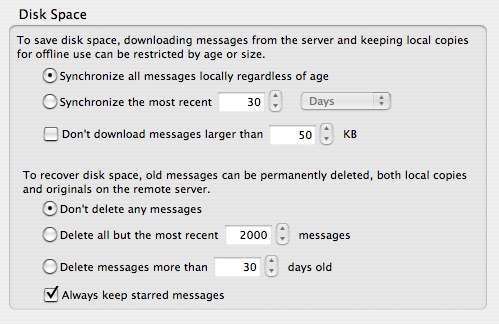 Disk Space
To save disk space, downloading messages from the server and keeping local copies
for offline use can be restricted by age or size.
Synchronize all messages locally regardless of age
Synchronize the most recent 30 Days
Don't download messages larger than 50 KB
To recover disk space, old messages can be permanently deleted, both local copies
and originals on the remote server.
Don't delete any messages
Delete all but the most recent 2000 messages
Delete messages more than 30 days old
Always keep starred messages